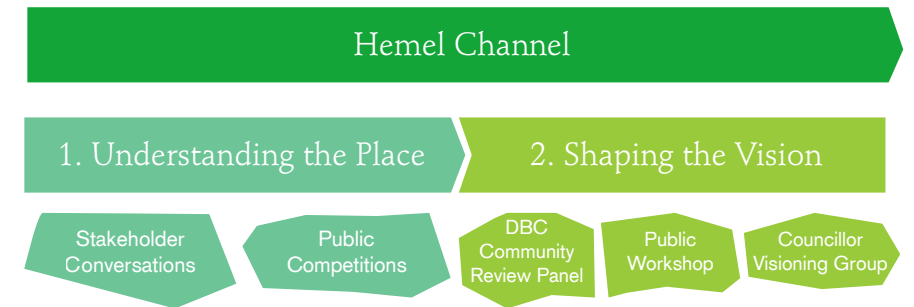 Hemel Channel
1. Understanding the Place
2. Shaping the Vision
Stakeholder
Conversations
Public
Competitions
DBC
Community
Review Panel
Public
Workshop
Councillor
Visioning Group